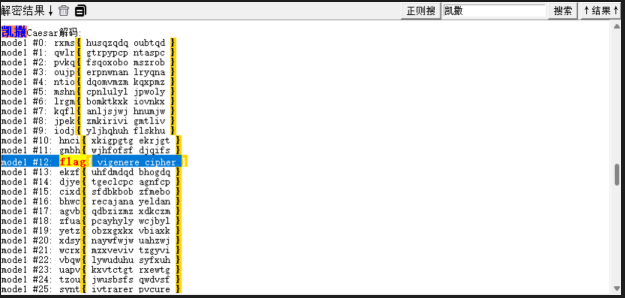 解密结果↓ 正则搜 凯撒 搜索 ↑结果↑
凯撒Caesar解码:
model #0: rxms{ husqzqdq oubtqd }
model #1: qwlr{ gtrpypcp ntaspc }
model #2: pvkq{ fsqoxobo mszrob }
model #3: oujp{ erpnwnan lryqna }
model #4: ntio{ dqomvmzm kqxpmz }
model #5: mshn{ cpnlulyl jpwoly }
model #6: lrgm{ bomktkxk iovnkx }
model #7: kqfl{ anljsjwj hnumjw }
model #8: jpek{ zmkirivi gmtliv }
model #9: iodj{ yljhqhuh flskhu }
model #10: hnci{ xkigpgtg ekrjgt }
model #11: gmbh{ wjhfofsf djqifs }
model #12: flag{ vigenere cipher }
model #13: ekzf{ uhfdmdqd bhogdq }
model #14: djye{ tgeclcpc agnfcp }
model #15: cixd{ sfdbkbob zfmebo }
model #16: bhwc{ recajana yeldan }
model #17: agvb{ qdbzizmz xdkczm }
model #18: zfua{ pcayhyly wcjbyl }
model #19: yetz{ obzxgxkx vbiaxk }
model #20: xdsy{ naywfwjw uahzwj }
model #21: wcrx{ mzxveviv tzgyvi }
model #22: vbqw{ lywuduhu syfxuh }
model #23: uapv{ kxvtctgt rxewtg }
model #24: tzou{ jwusbsfs qwdvsf }
model #25: synt{ ivtrarer pvcure }